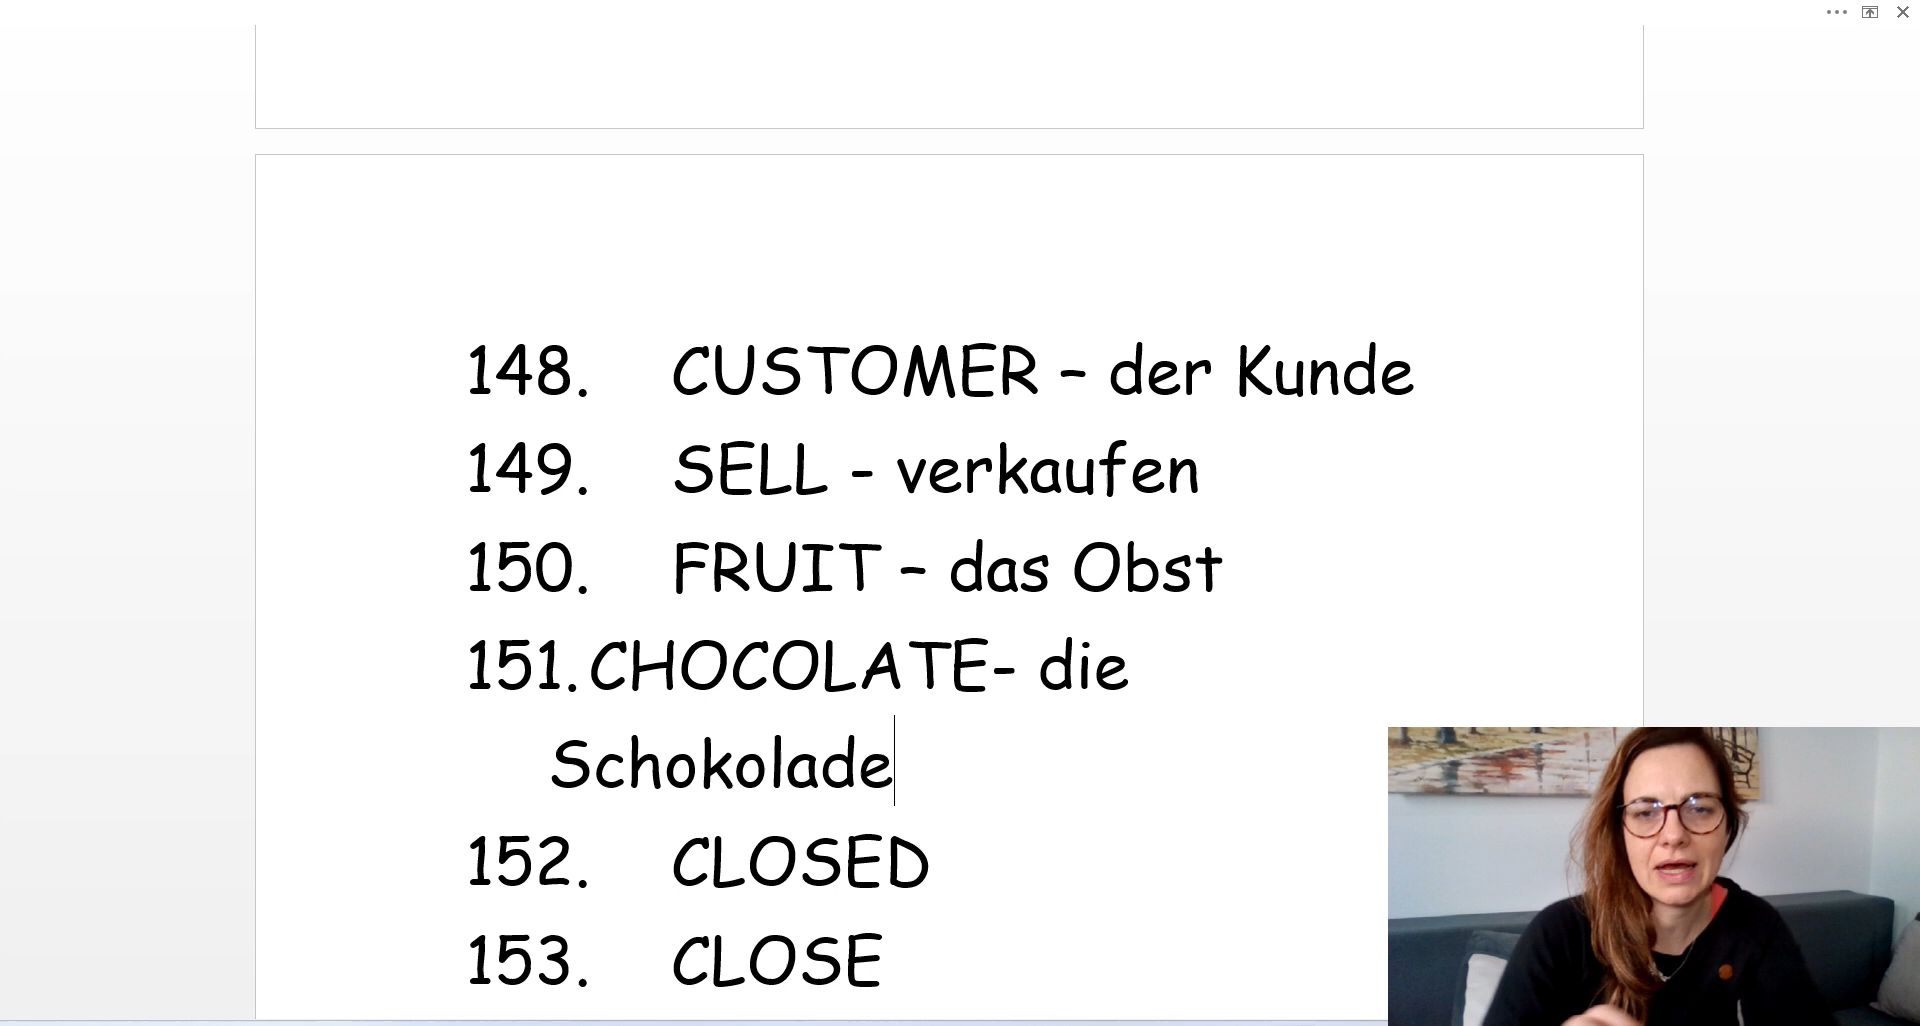 148. CUSTOMER – der Kunde
149. SELL - verkaufen
150. FRUIT – das Obst
151. CHOCOLATE- die
Schokolade
152. CLOSED
153. CLOSE